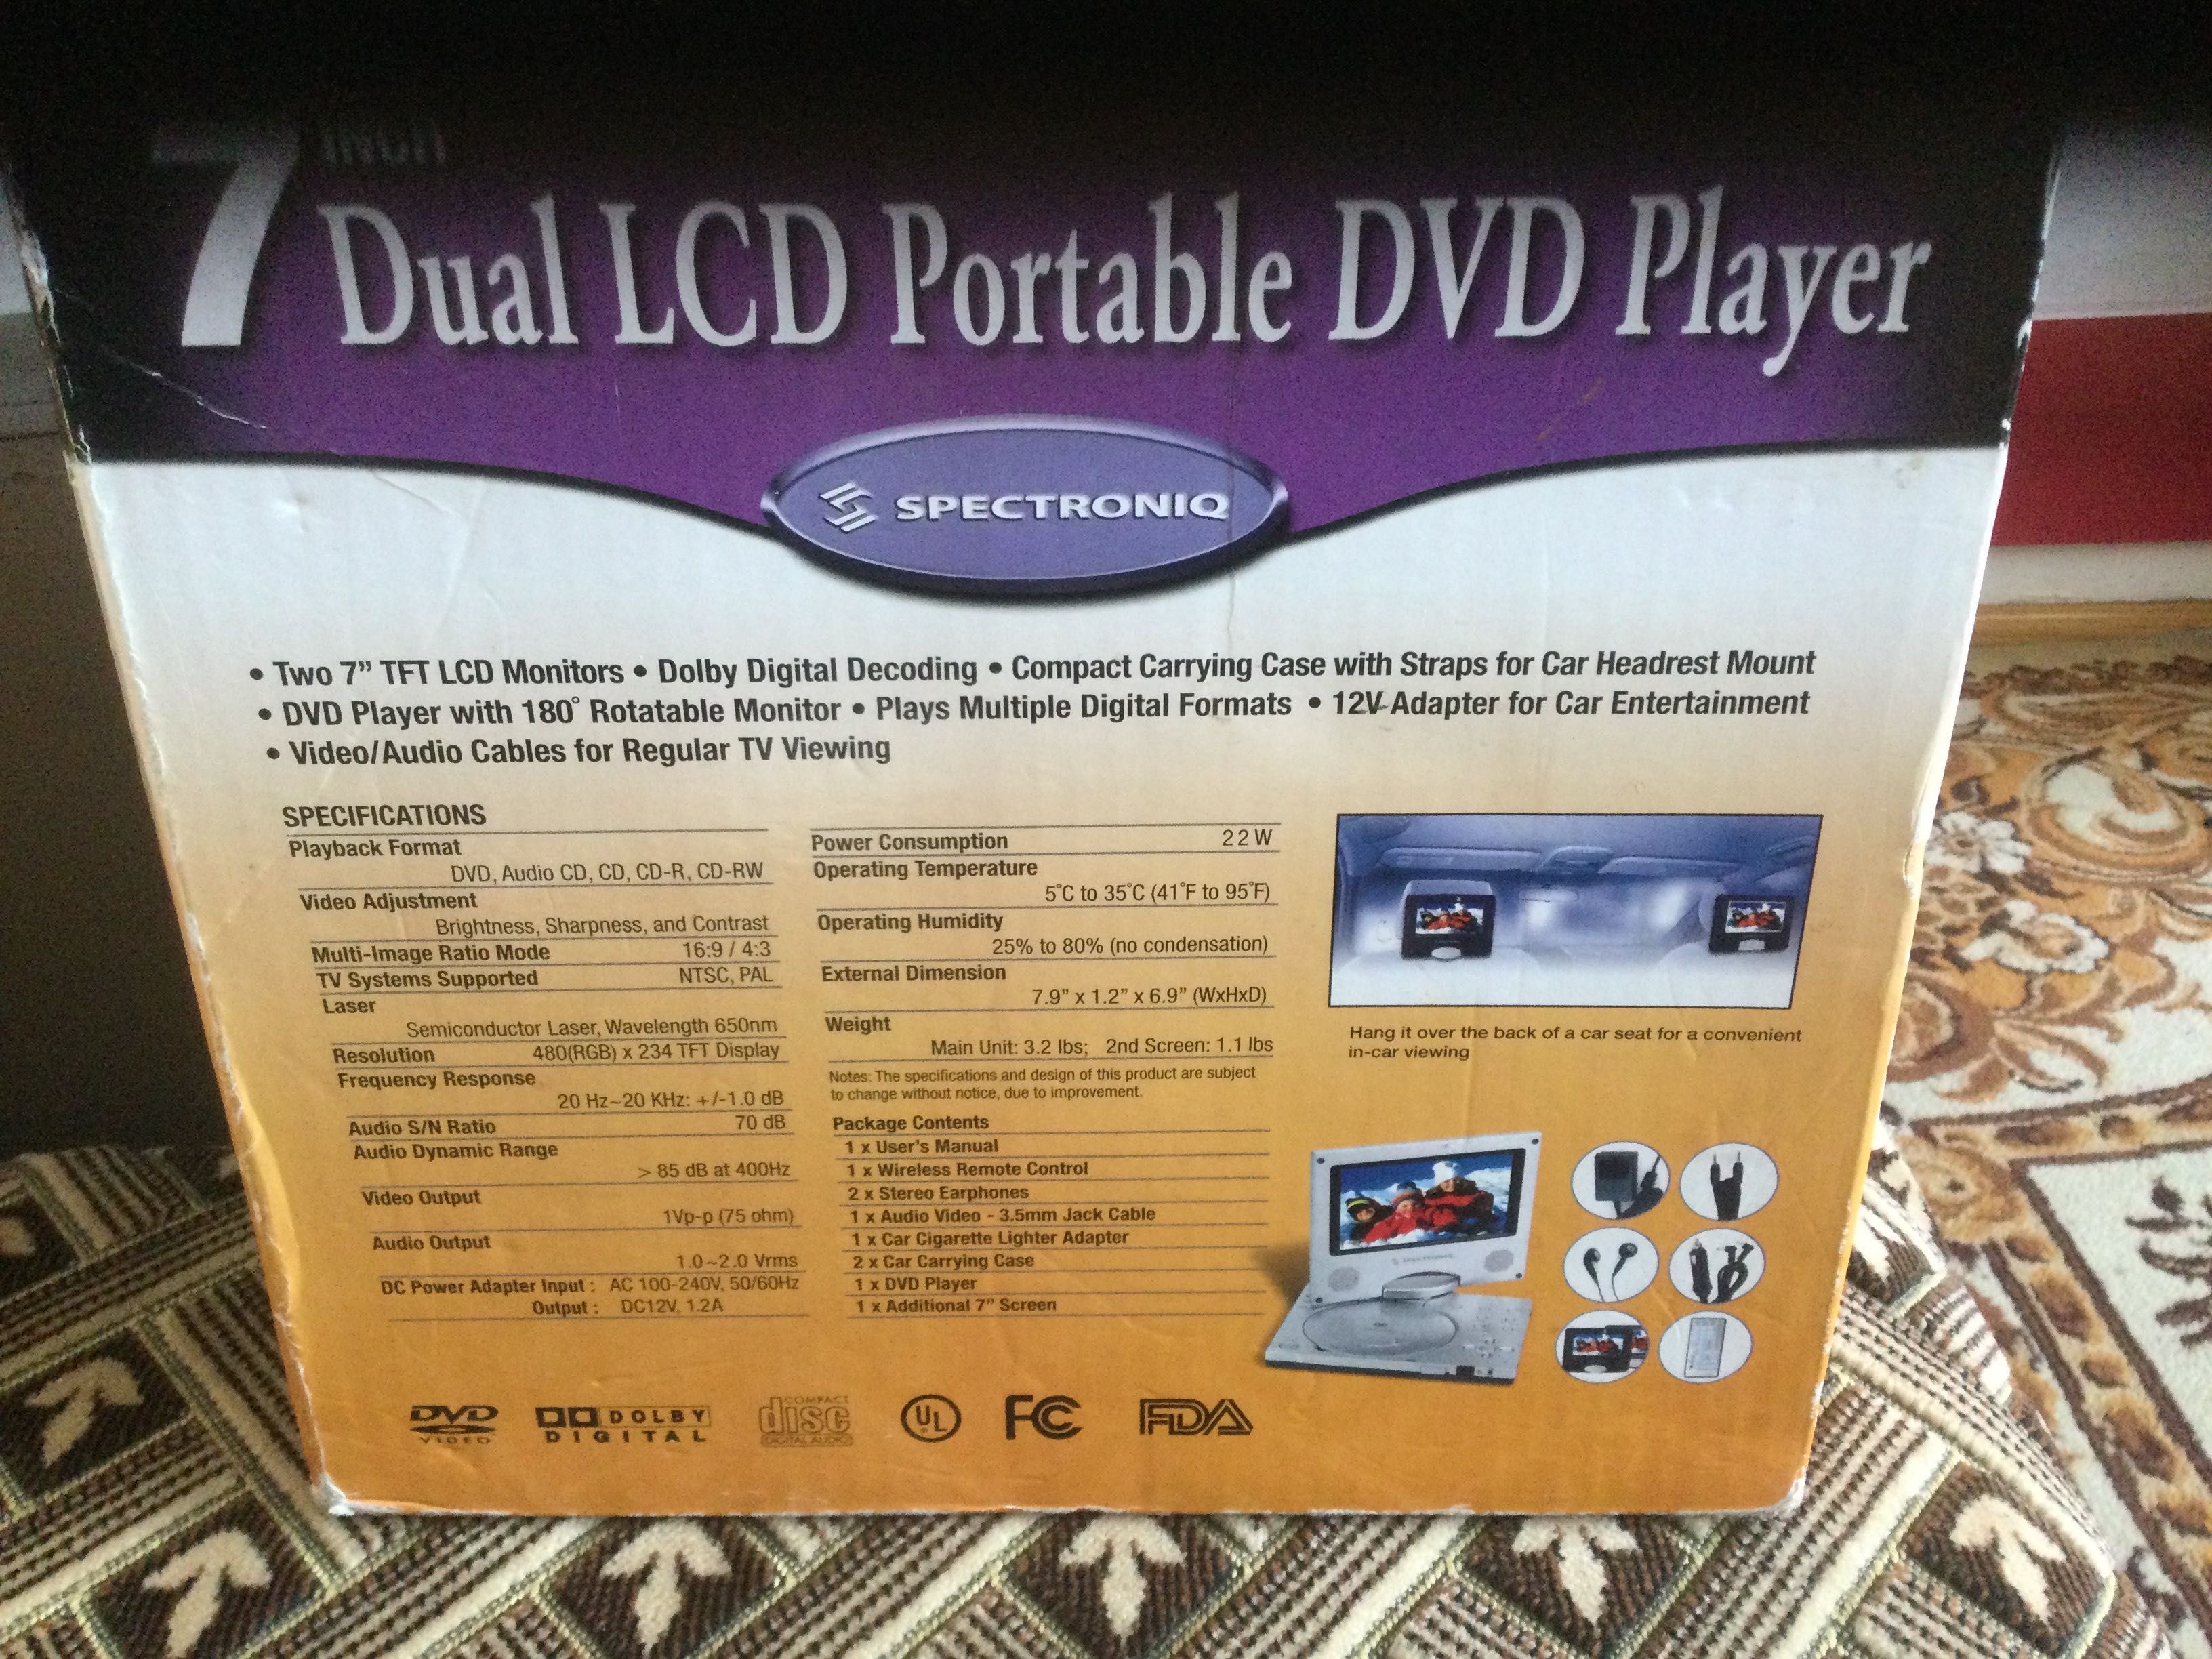 7 INCH
Dual LCD Portable DVD Player
SPECTRONIQ
• Two 7” TFT LCD Monitors • Dolby Digital Decoding • Compact Carrying Case with Straps for Car Headrest Mount
• DVD Player with 180° Rotatable Monitor • Plays Multiple Digital Formats • 12V Adapter for Car Entertainment
• Video/Audio Cables for Regular TV Viewing
SPECIFICATIONS
Playback Format
DVD, Audio CD, CD, CD-R, CD-RW
Video Adjustment
Brightness, Sharpness, and Contrast
Multi-Image Ratio Mode 16:9 / 4:3
TV Systems Supported NTSC, PAL
Laser
Semiconductor Laser, Wavelength 650nm
Resolution 480(RGB) x 234 TFT Display
Frequency Response
20 Hz~20 KHz: +/-1.0 dB
Audio S/N Ratio 70 dB
Audio Dynamic Range
> 85 dB at 400Hz
Video Output
1Vp-p (75 ohm)
Audio Output
1.0~2.0 Vrms
DC Power Adapter Input : AC 100-240V, 50/60Hz
Output : DC12V, 1.2A
Power Consumption 22W
Operating Temperature
5°C to 35°C (41°F to 95°F)
Operating Humidity
25% to 80% (no condensation)
External Dimension
7.9” x 1.2” x 6.9” (WxHxD)
Weight
Main Unit: 3.2 lbs; 2nd Screen: 1.1 lbs
Notes: The specifications and design of this product are subject
to change without notice, due to improvement.
Package Contents
1 x User's Manual
1 x Wireless Remote Control
2 x Stereo Earphones
1 x Audio Video - 3.5mm Jack Cable
1 x Car Cigarette Lighter Adapter
2 x Car Carrying Case
1 x DVD Player
1 x Additional 7” Screen
Hang it over the back of a car seat for a convenient
in-car viewing
DVD VIDEO
DOLBY DIGITAL
COMPACT disc DIGITAL AUDIO
UL
FC
FDA